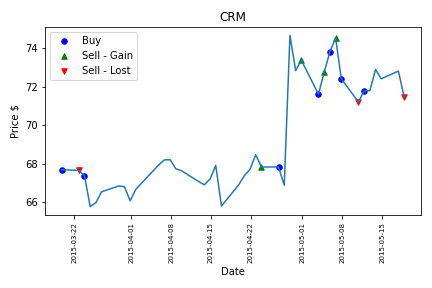 CRM
Buy
Sell - Gain
Sell - Lost
Price $
74
72
70
68
66
2015-03-22
2015-04-01
2015-04-08
2015-04-15
2015-04-22
2015-05-01
2015-05-08
2015-05-15
Date